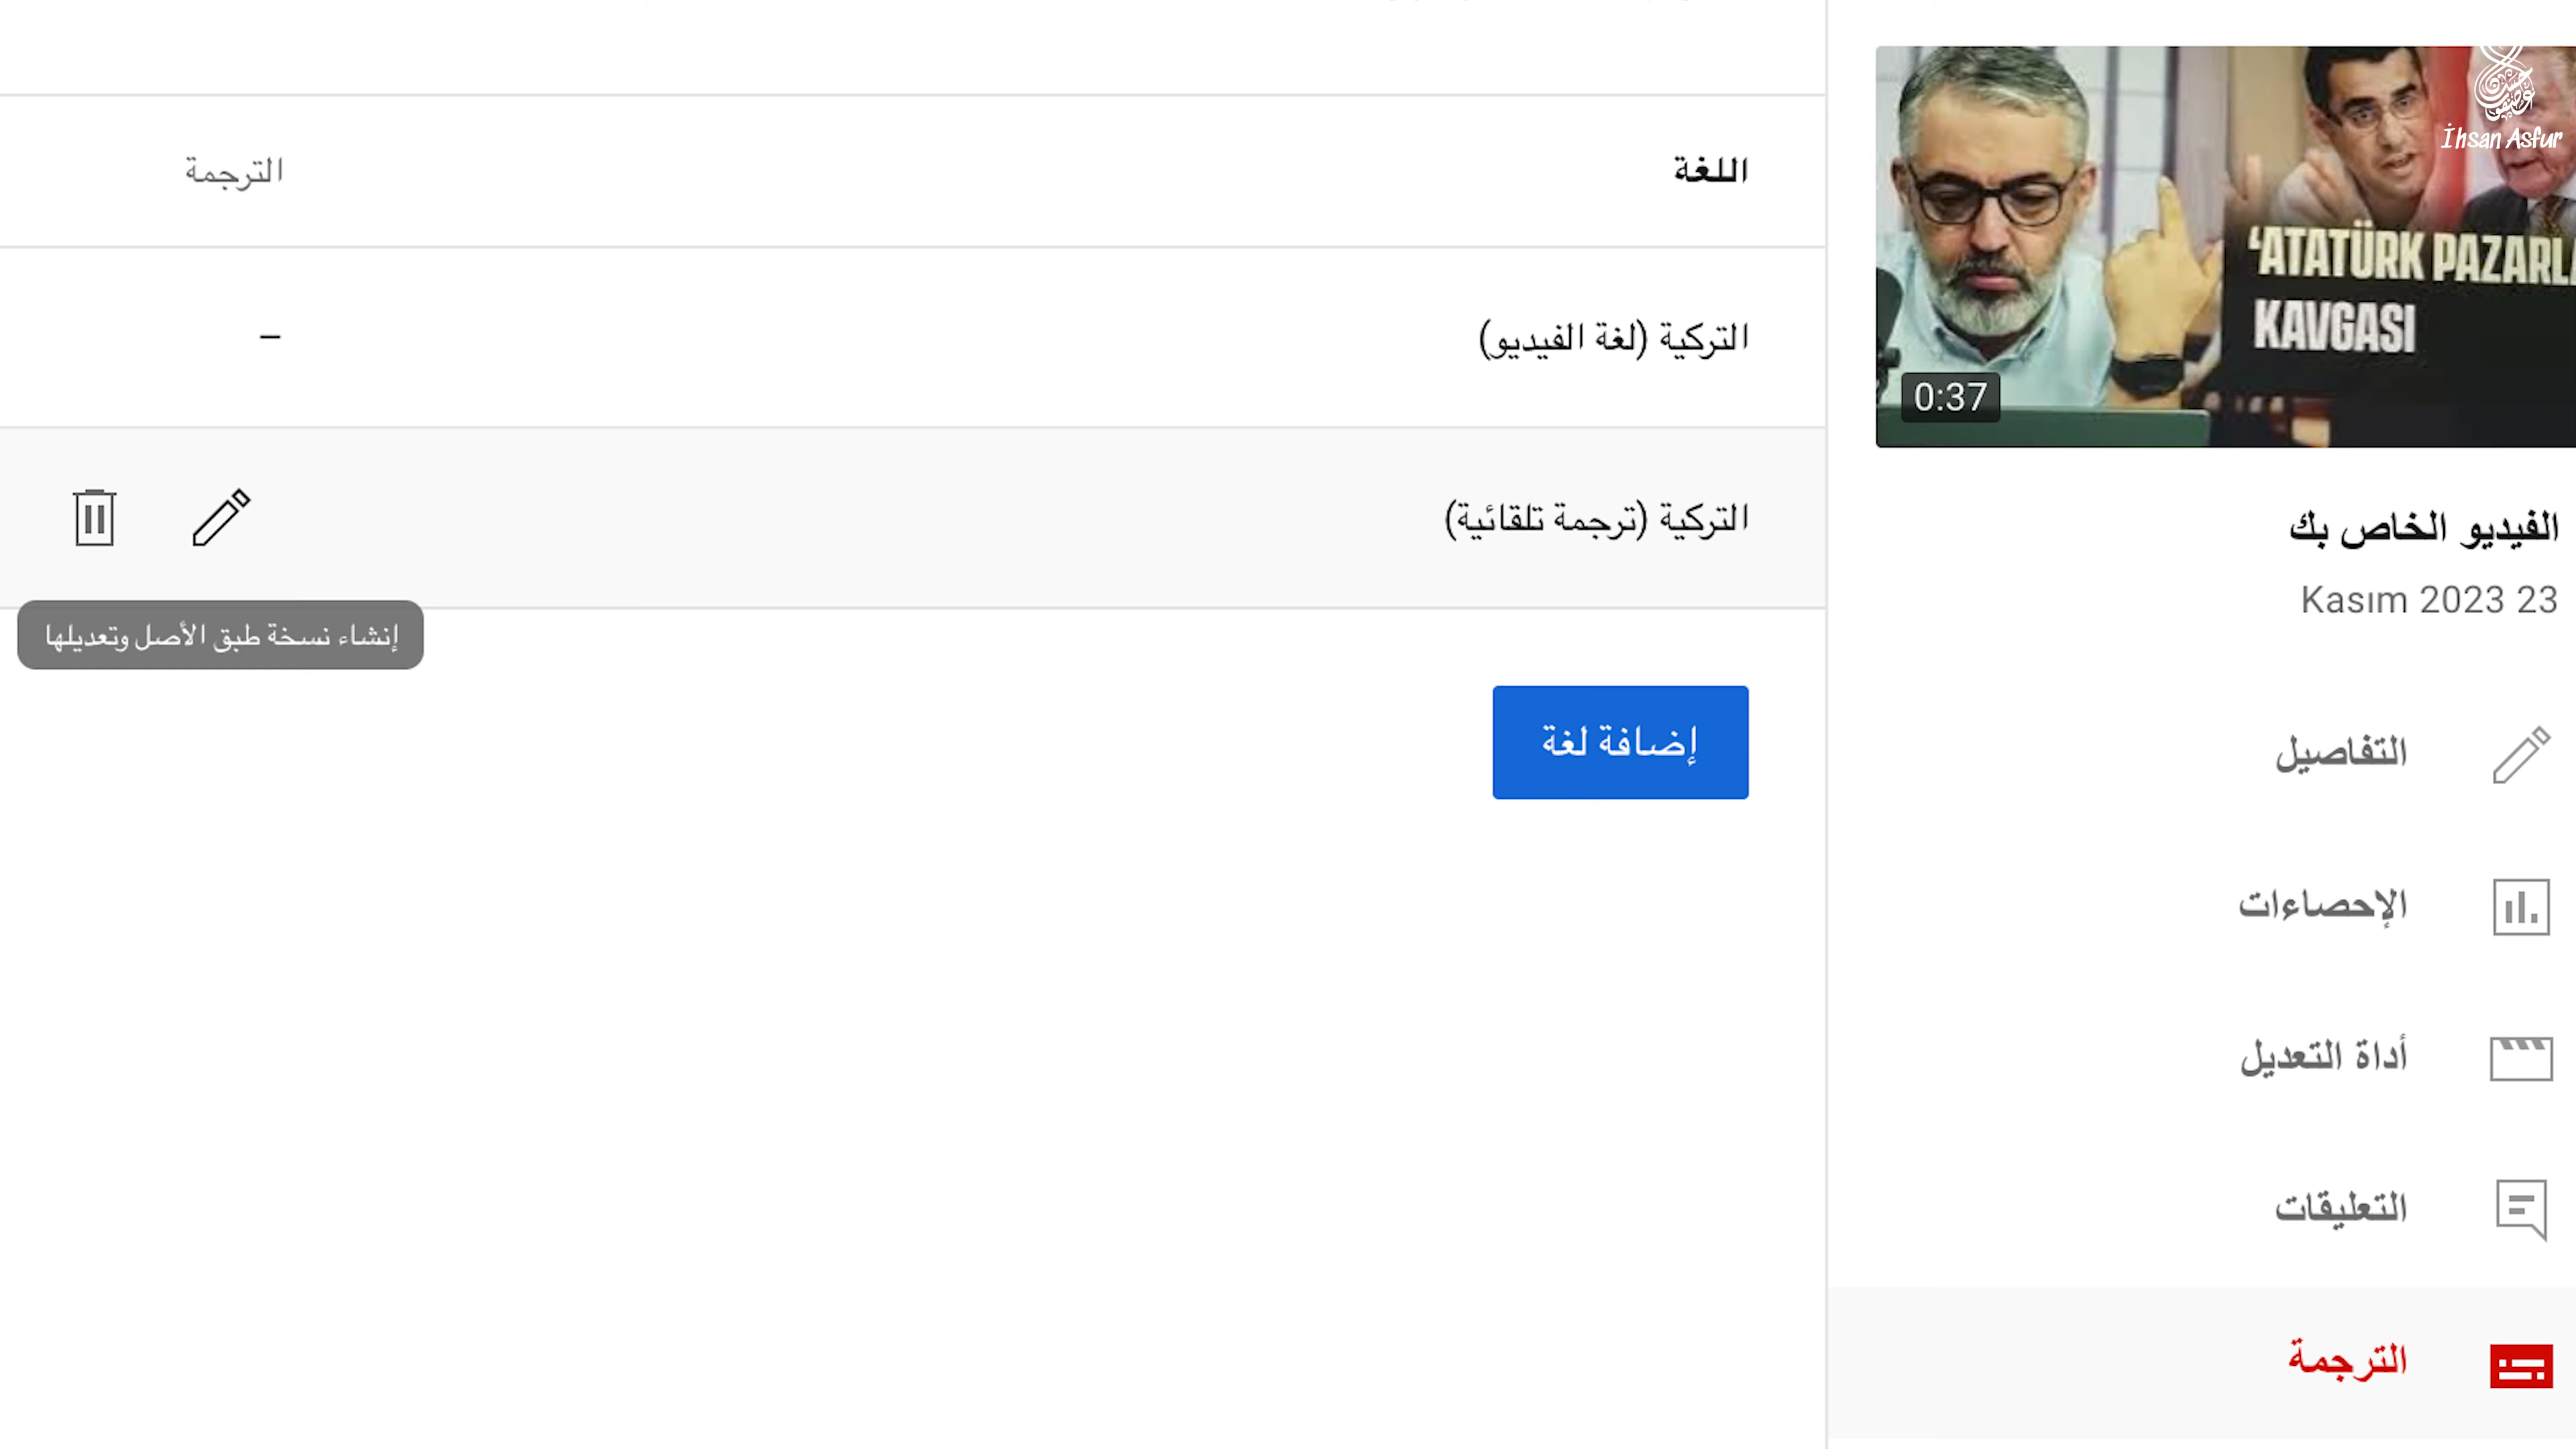 İhsan Asfur
'ATATÜRK PAZARL
KAVGASI
0:37
الفيديو الخاص بك
23 Kasım 2023
التفاصيل
الإحصاءات
أداة التعديل
التعليقات
الترجمة
اللغة
الترجمة
التركية (لغة الفيديو)
–
التركية (ترجمة تلقائية)
إنشاء نسخة طبق الأصل وتعديلها
إضافة لغة